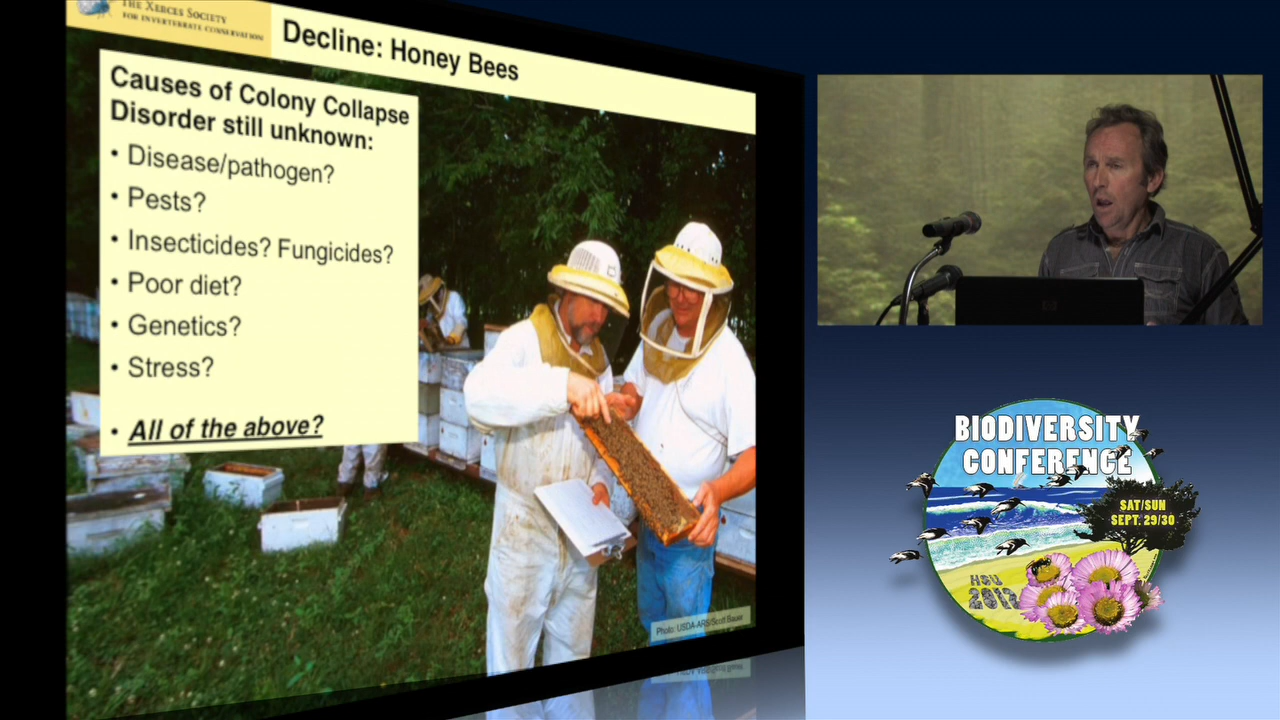 THE XERCES SOCIETY
FOR INVERTEBRATE CONSERVATION
Decline: Honey Bees
Causes of Colony Collapse
Disorder still unknown:
• Disease/pathogen?
• Pests?
• Insecticides? Fungicides?
• Poor diet?
• Genetics?
• Stress?
• All of the above?
Photo: USDA-ARS/Scott Bauer
BIODIVERSITY
CONFERENCE
SAT/SUN
SEPT. 29/30
HSU
2012